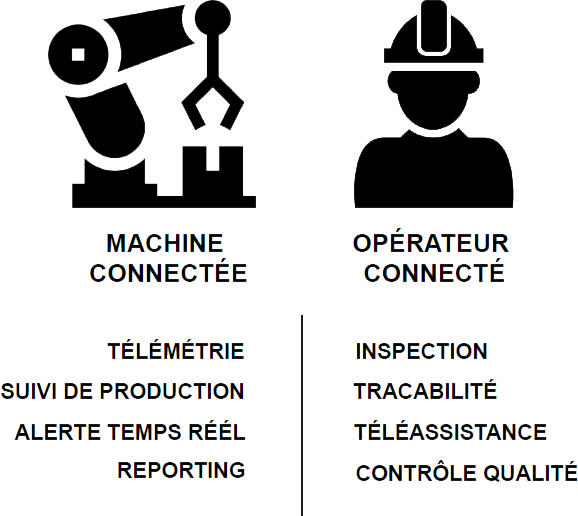 MACHINE
CONNECTÉE
OPÉRATEUR
CONNECTÉ
TÉLÉMÉTRIE
SUIVI DE PRODUCTION
ALERTE TEMPS RÉÉL
REPORTING
INSPECTION
TRACABILITÉ
TÉLÉASSISTANCE
CONTRÔLE QUALITÉ